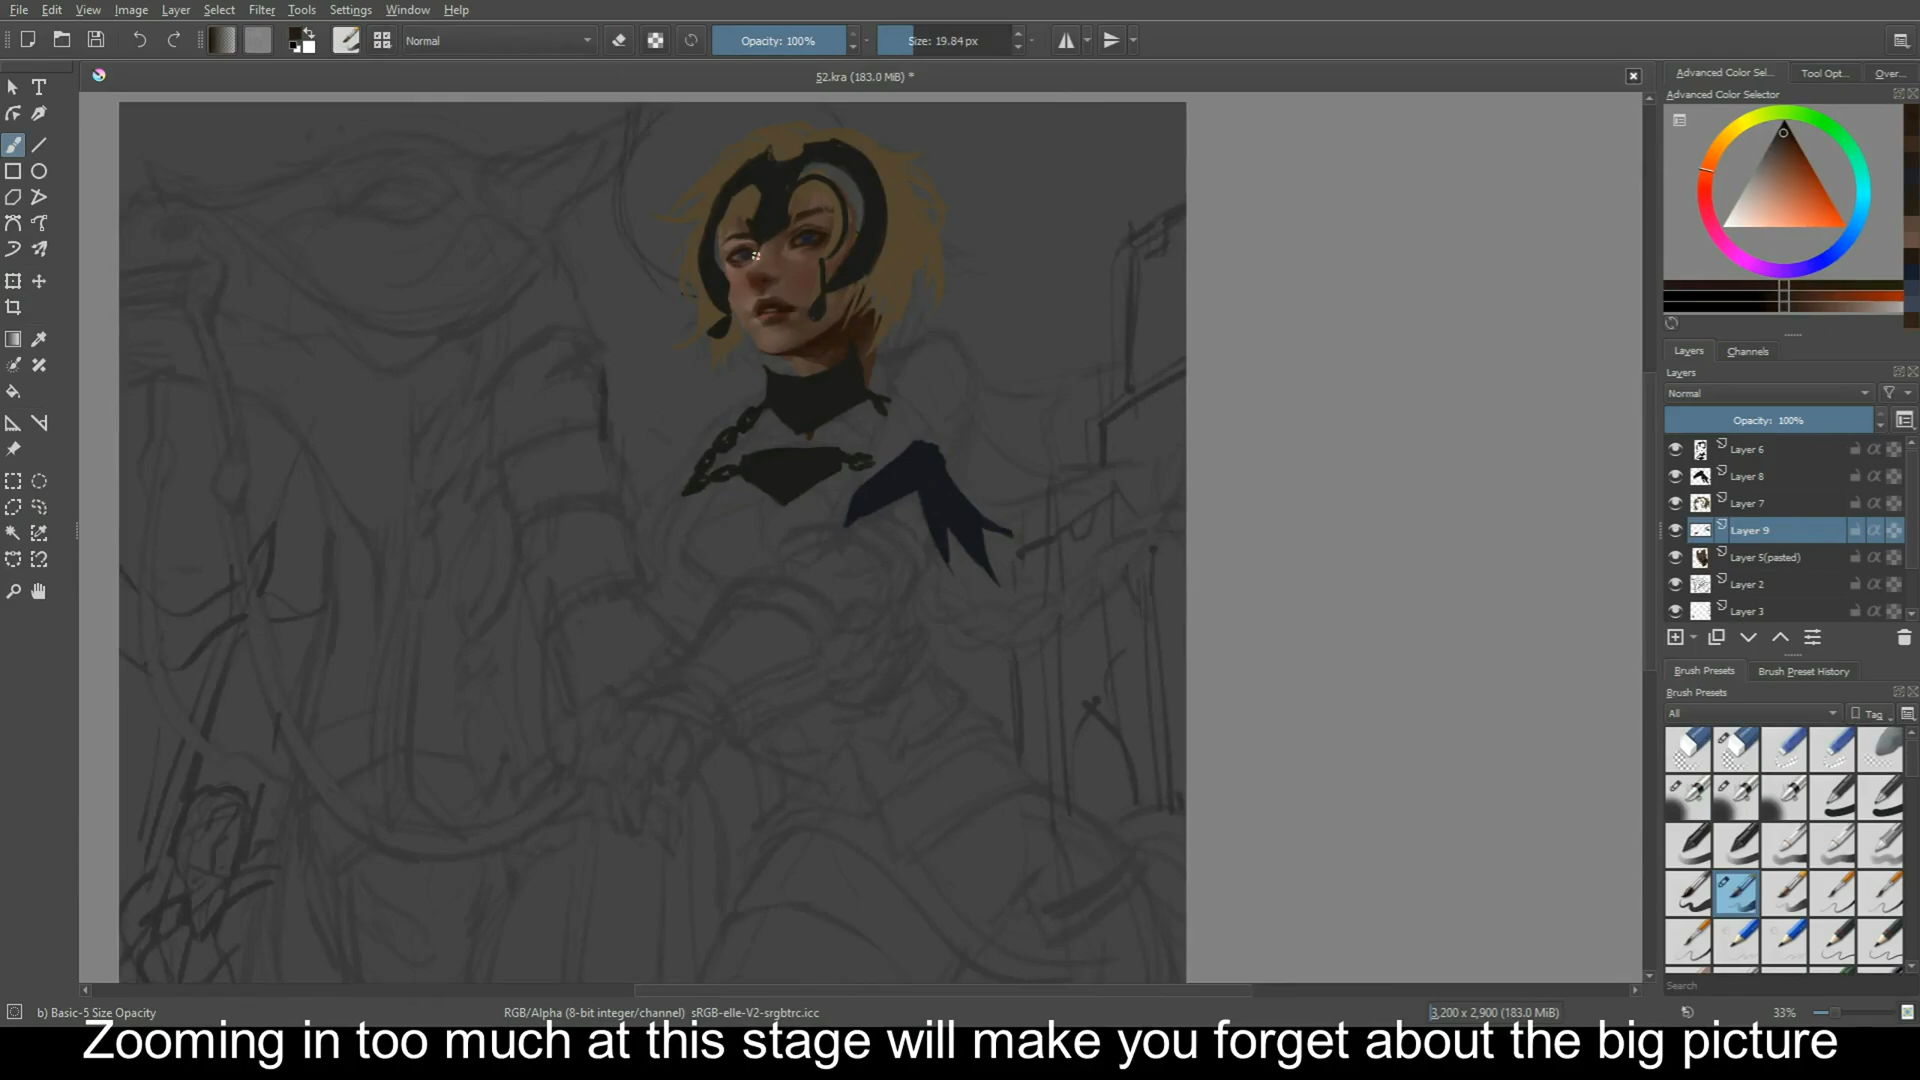 File Edit View Image Layer Select Filter Tools Settings Window Help
Normal
Opacity: 100%
Size: 19.84 px
52.kra (183.0 MiB) *
Advanced Color Sel... Tool Opt... Over...
Advanced Color Selector
Layers Channels
Layers
Normal
Opacity: 100%
Layer 6
Layer 8
Layer 7
Layer 9
Layer 5(pasted)
Layer 2
Layer 3
Brush Presets Brush Preset History
Brush Presets
All Tag
Search
b) Basic-5 Size Opacity
RGB/Alpha (8-bit integer/channel) sRGB-elle-V2-srgbtrc.icc
3,200 x 2,900 (183.0 MiB)
33%
Zooming in too much at this stage will make you forget about the big picture